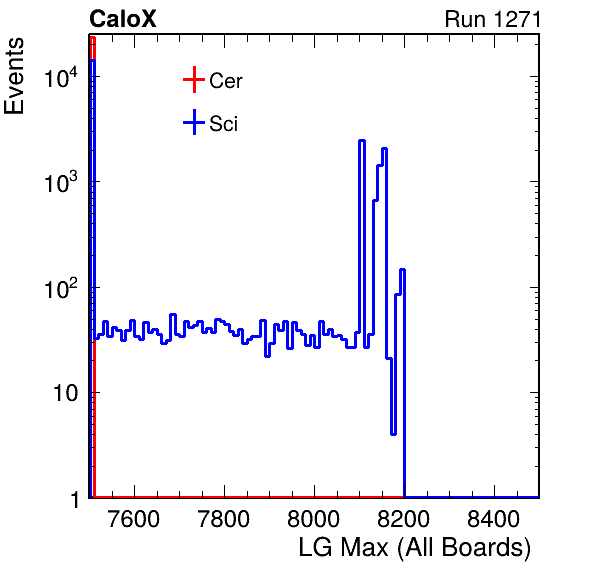 CaloX Run 1271
Events
10⁴
10³
10²
10
1
Cer
Sci
7600 7800 8000 8200 8400
LG Max (All Boards)